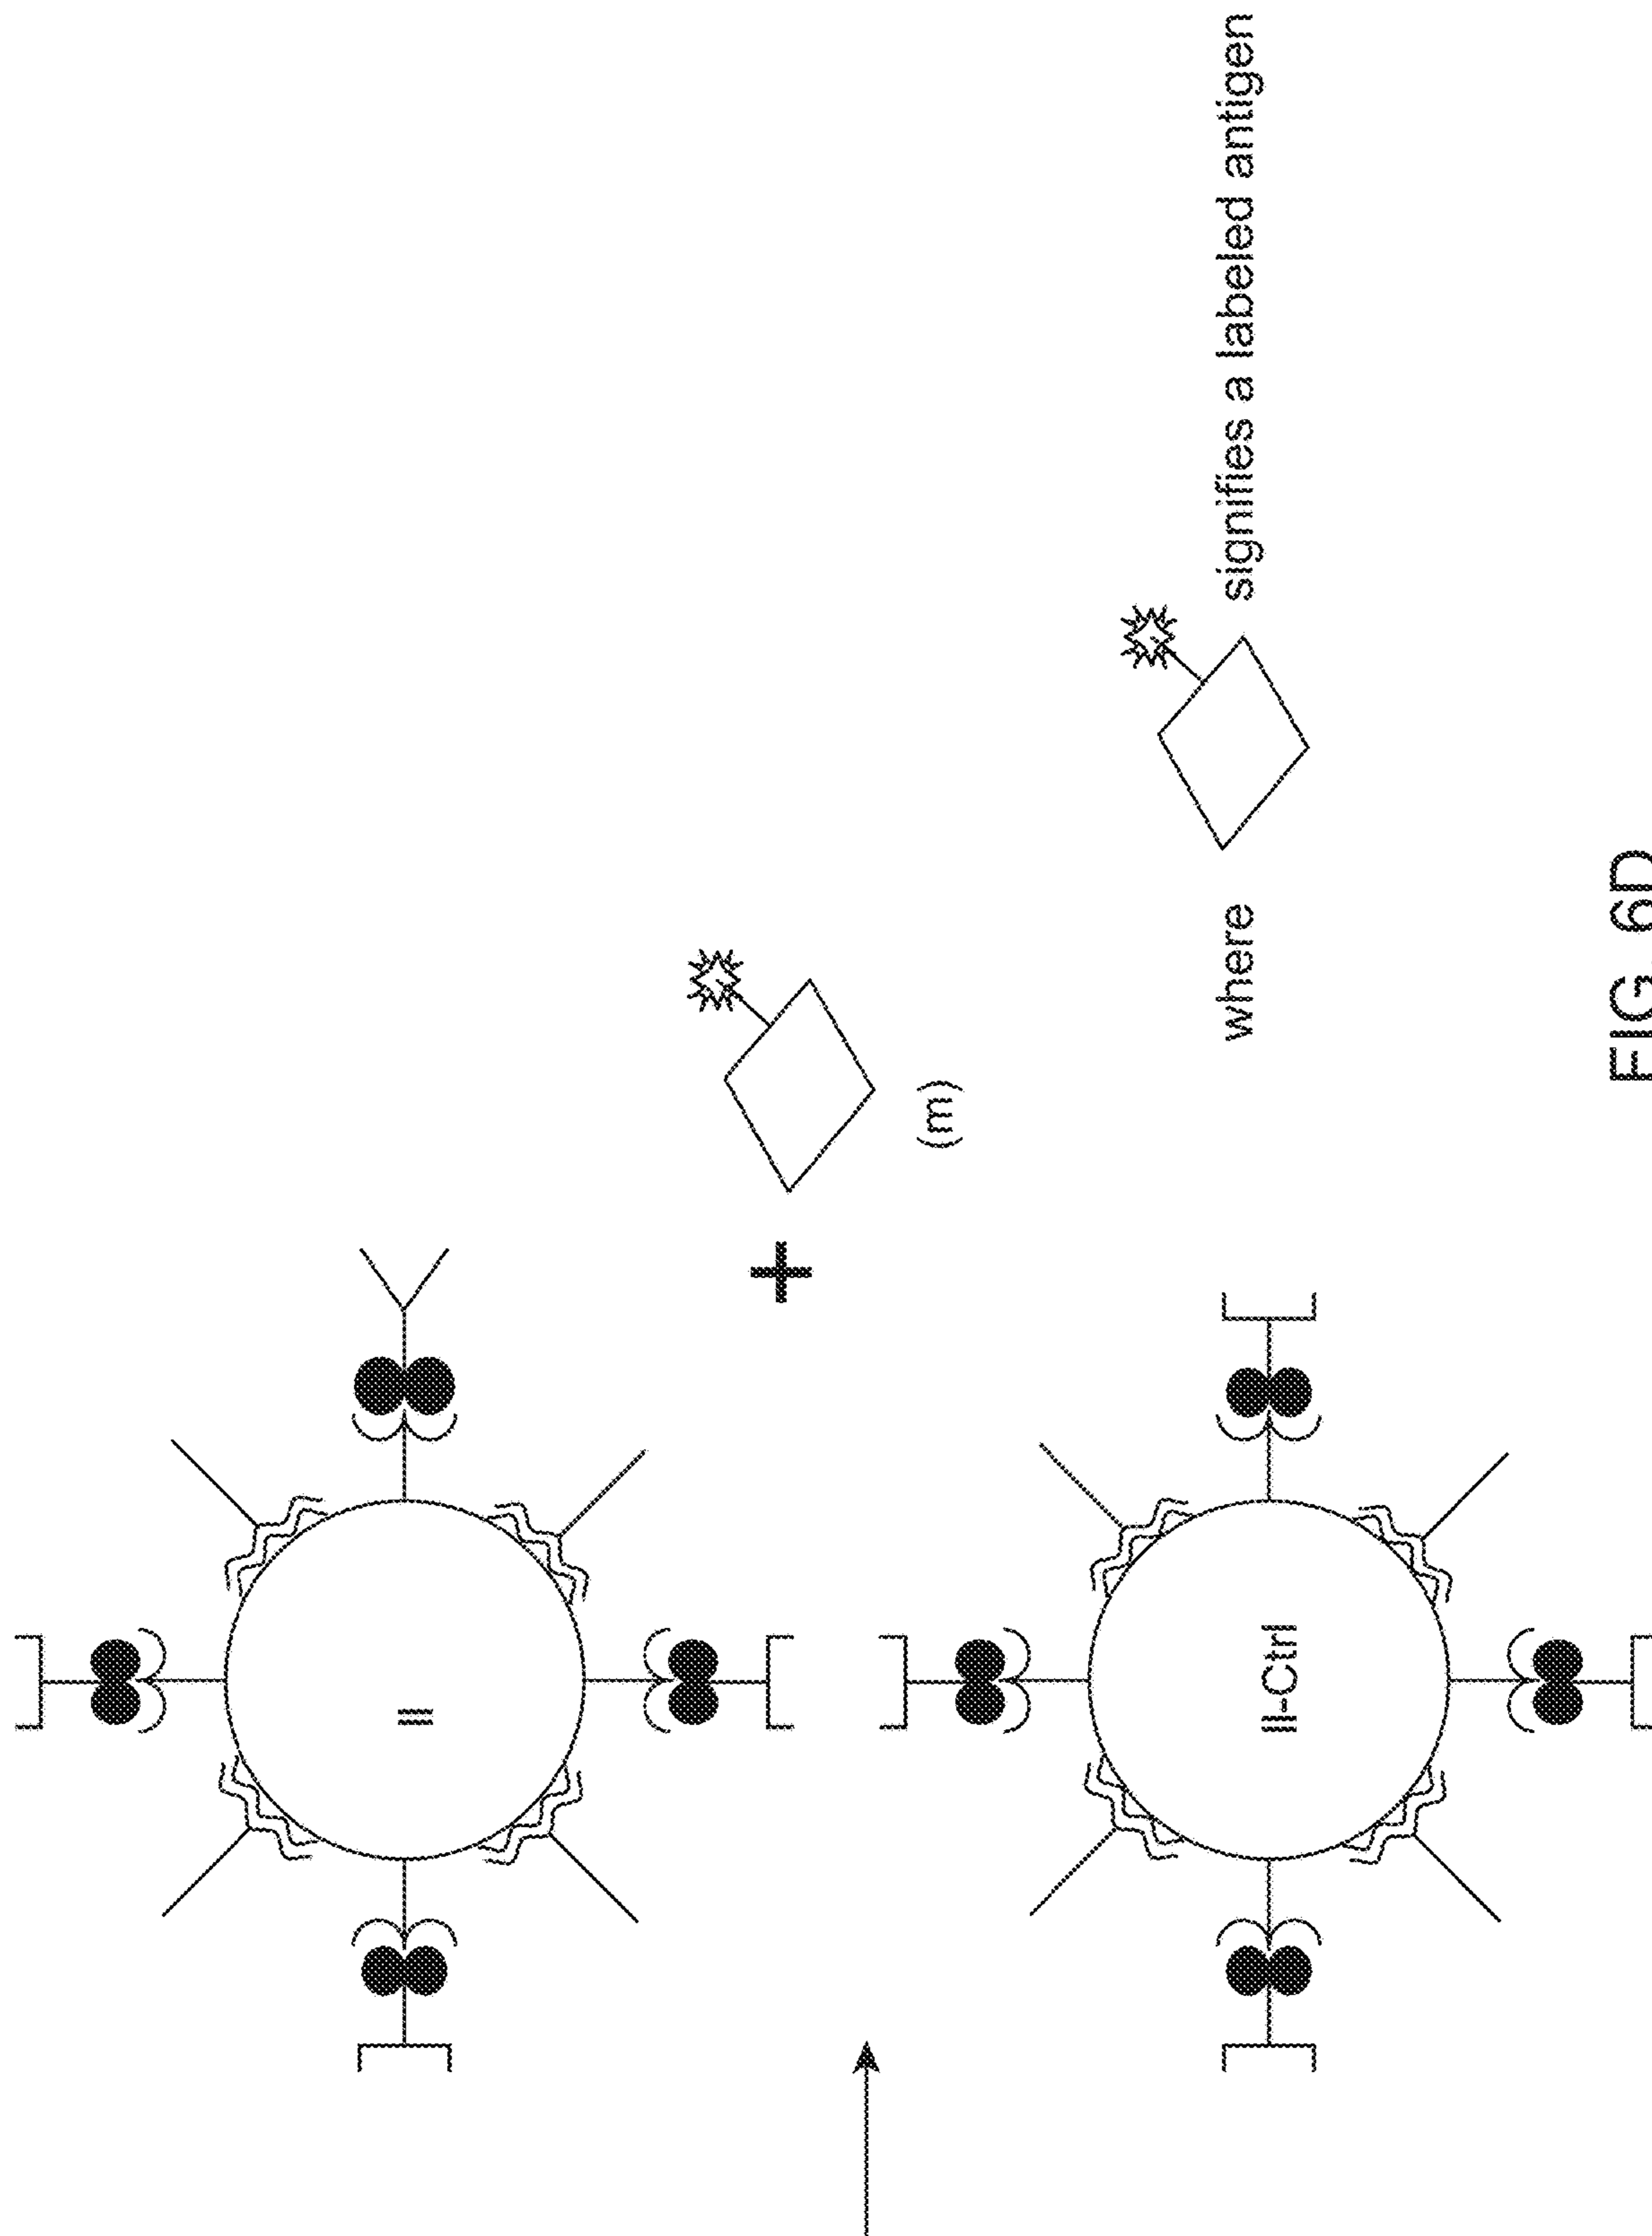 II
(m)
II-Ctrl
where signifies a labeled antigen
FIG. 6D